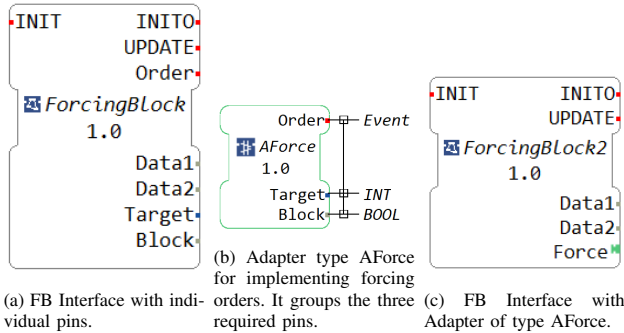 INIT INITO
UPDATE
Order
ForcingBlock
1.0
Data1
Data2
Target
Block
(a) FB Interface with indi-
vidual pins.
Order Event
AForce
1.0
Target INT
Block BOOL
(b) Adapter type AForce
for implementing forcing
orders. It groups the three
required pins.
INIT INITO
UPDATE
ForcingBlock2
1.0
Data1
Data2
Force
(c) FB Interface with
Adapter of type AForce.